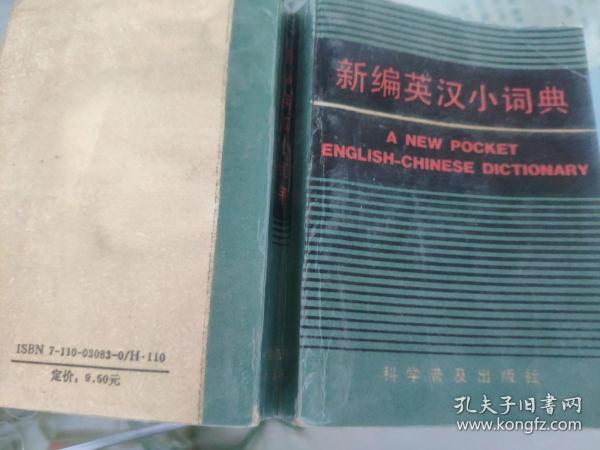 新编英汉小词典
A NEW POCKET
ENGLISH-CHINESE DICTIONARY
科学普及出版社
ISBN 7-110-03083-0/H·110
定价：9.50元
孔夫子旧书网
www.kongfz.com